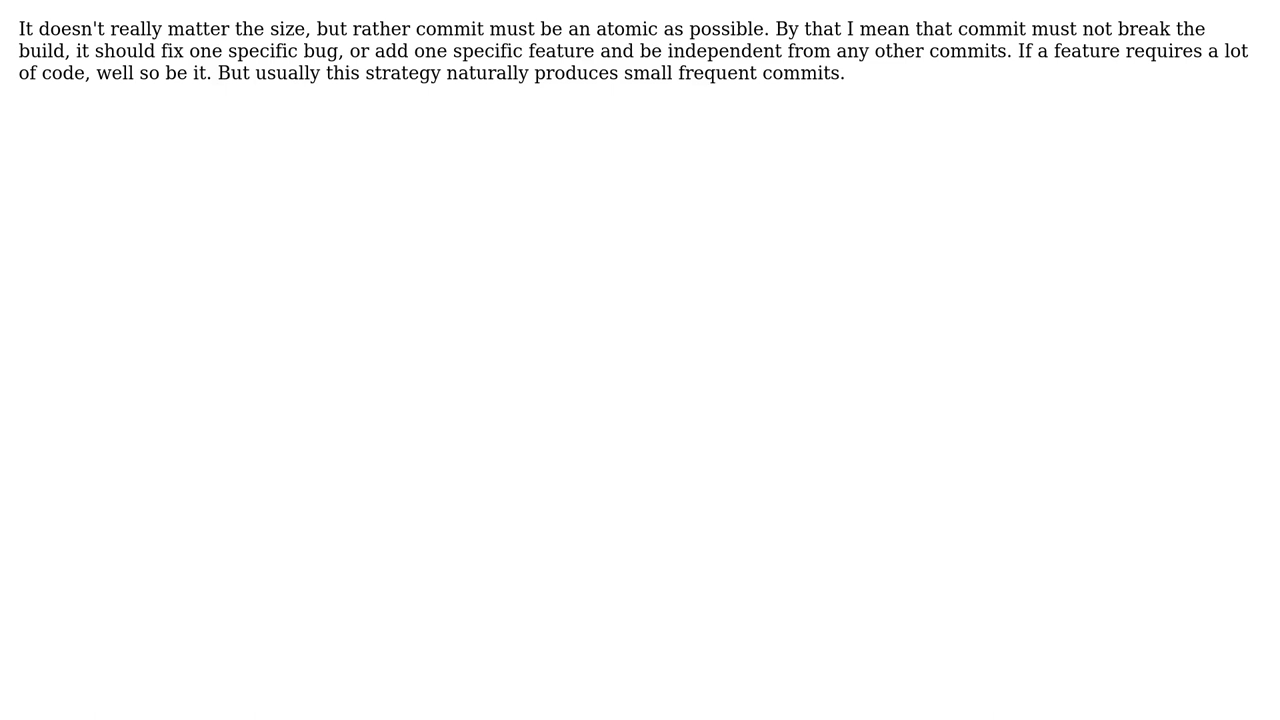 It doesn't really matter the size, but rather commit must be an atomic as possible. By that I mean that commit must not break the
build, it should fix one specific bug, or add one specific feature and be independent from any other commits. If a feature requires a lot
of code, well so be it. But usually this strategy naturally produces small frequent commits.